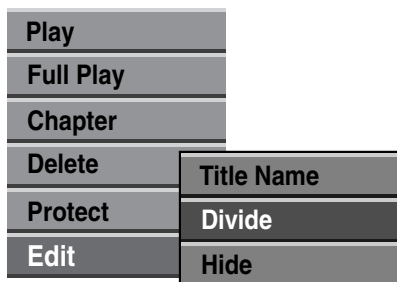 Play
Full Play
Chapter
Delete
Protect
Edit
Title Name
Divide
Hide